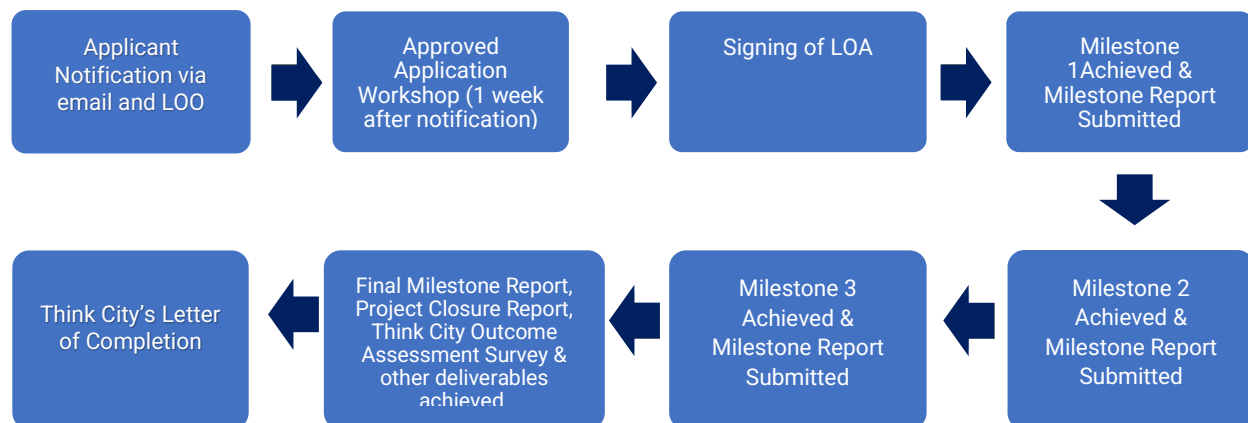 Applicant
Notification via
email and LOO
Approved
Application
Workshop (1 week
after notification)
Signing of LOA
Milestone
1Achieved &
Milestone Report
Submitted
Milestone 2
Achieved &
Milestone Report
Submitted
Milestone 3
Achieved &
Milestone Report
Submitted
Final Milestone Report,
Project Closure Report,
Think City Outcome
Assessment Survey &
other deliverables
achieved
Think City's Letter
of Completion